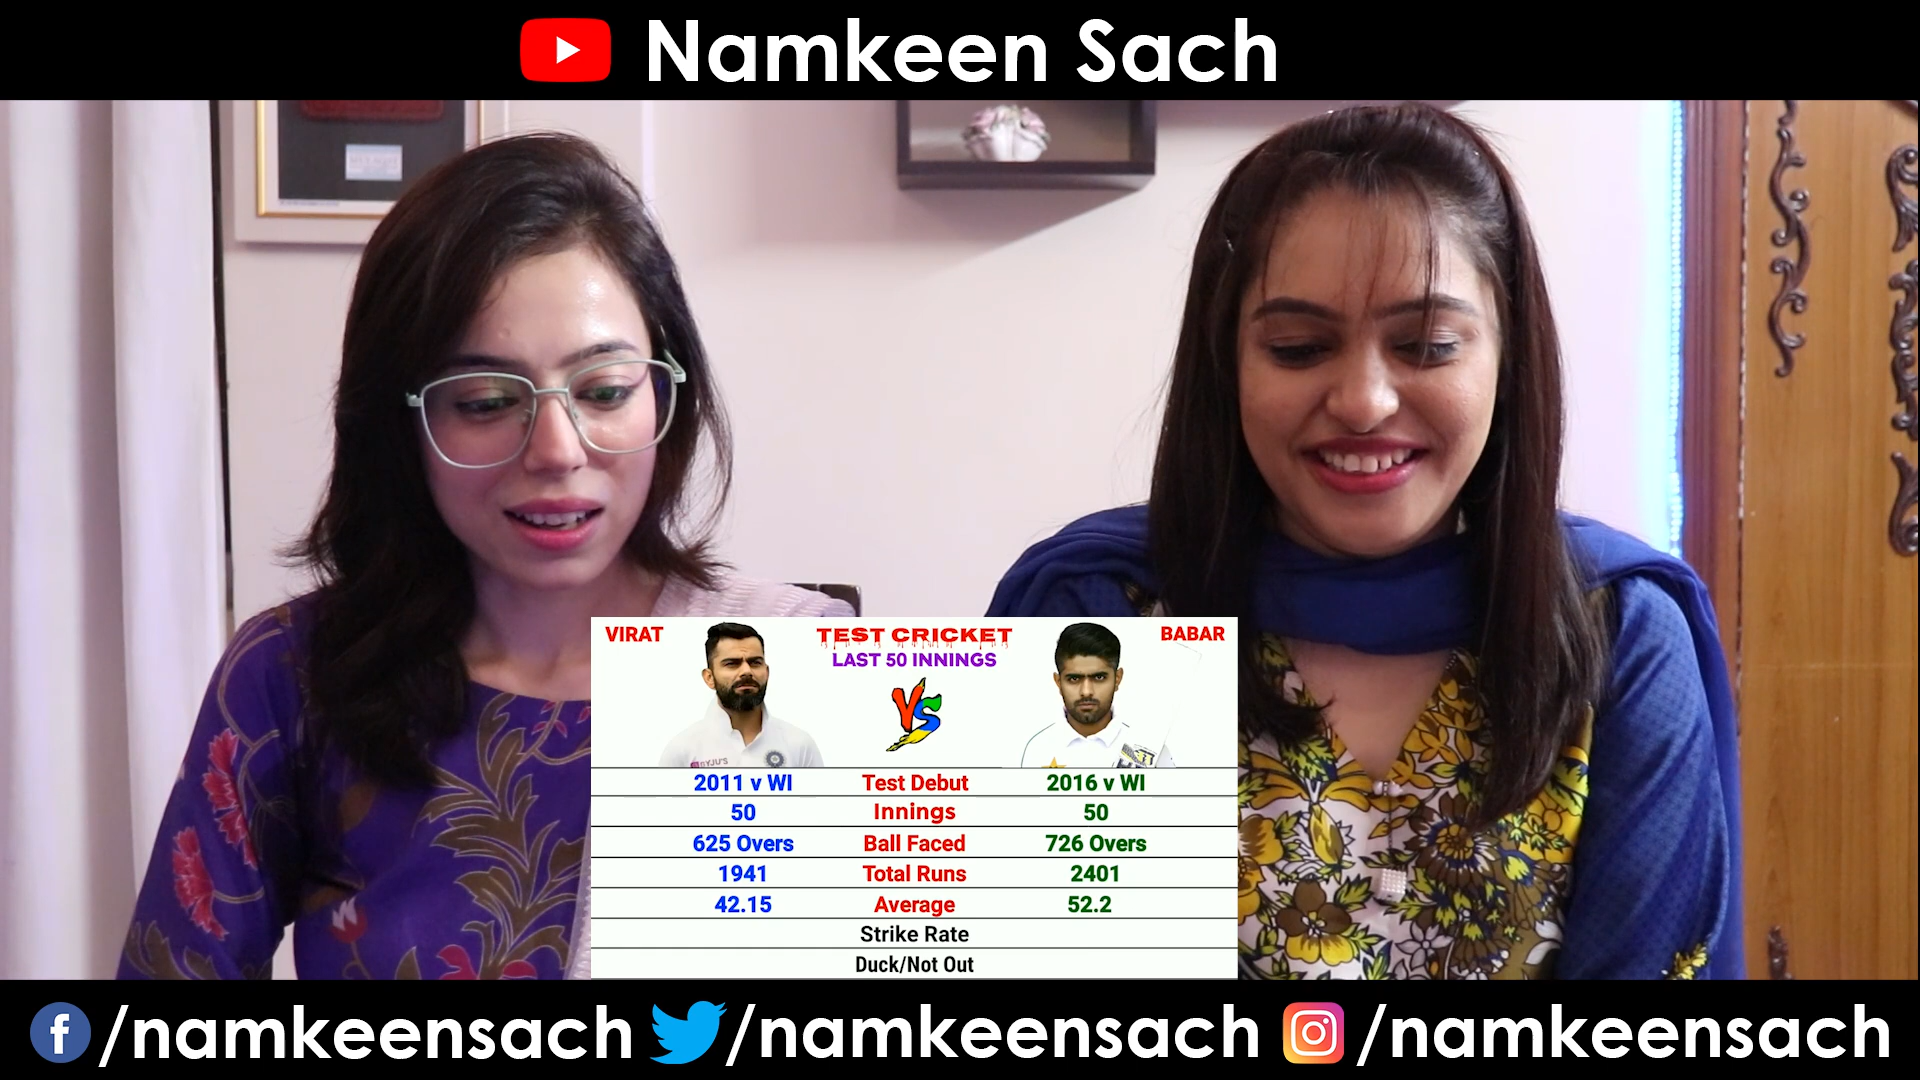 Namkeen Sach
VIRAT
TEST CRICKET
BABAR
LAST 50 INNINGS
VS
BYJU'S
2011 v WI Test Debut 2016 v WI
50 Innings 50
625 Overs Ball Faced 726 Overs
1941 Total Runs 2401
42.15 Average 52.2
Strike Rate
Duck/Not Out
f/namkeensach /namkeensach /namkeensach